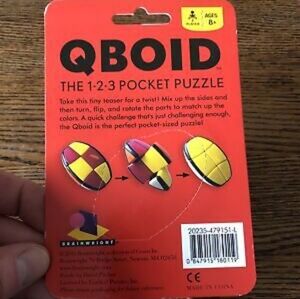 AGES
8+
QBOID
THE 1-2-3 POCKET PUZZLE
Take this tiny teaser for a twist! Mix up the sides and
then turn, flip, and rotate the parts to match up the
colors. A quick challenge that's just challenging enough,
the Qboid is the perfect pocket-sized puzzle!
BRAINWRIGHT
20235-479151-L
CE
MADE IN CHINA